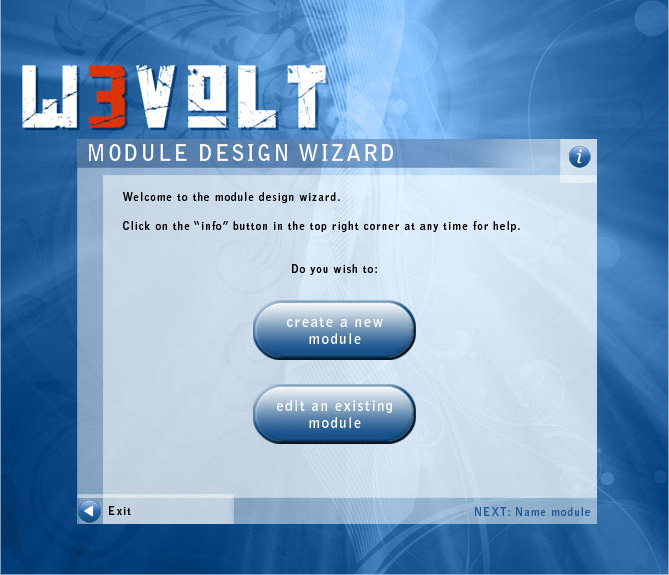 W3VOLT
MODULE DESIGN WIZARD
i
Welcome to the module design wizard.
Click on the “info” button in the top right corner at any time for help.
Do you wish to:
create a new
module
edit an existing
module
Exit
NEXT: Name module